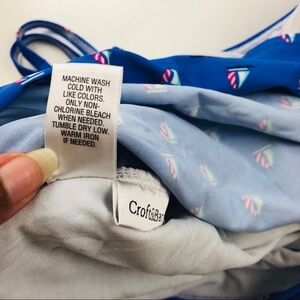 MACHINE WASH
COLD WITH
LIKE COLORS.
ONLY NON-
CHLORINE BLEACH
WHEN NEEDED.
TUMBLE DRY LOW.
WARM IRON
IF NEEDED.
Croft&Bar